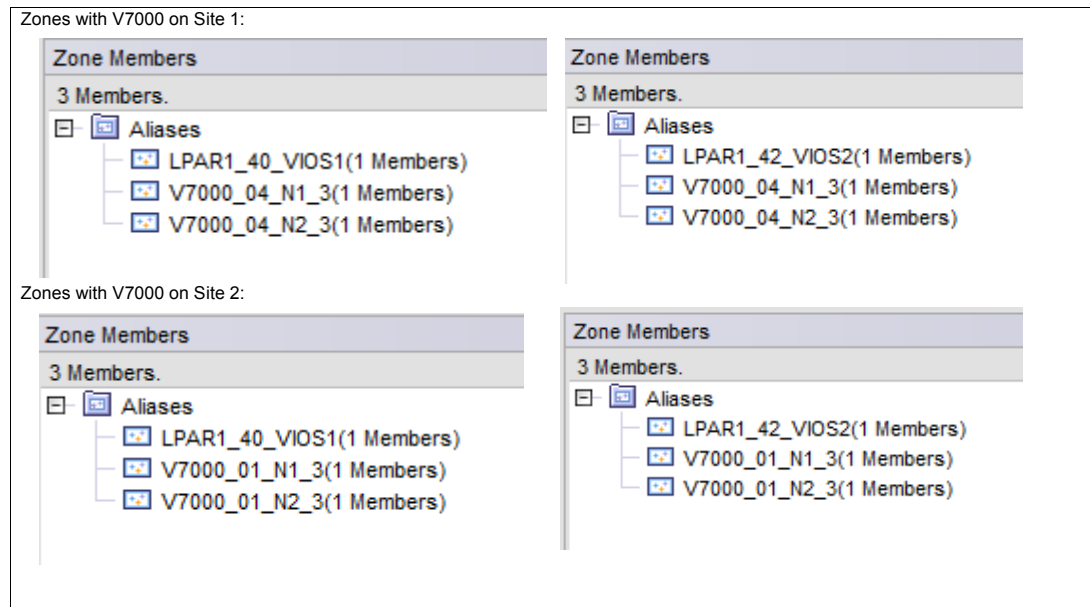 Zones with V7000 on Site 1:
Zone Members
3 Members.
Aliases
LPAR1_40_VIOS1(1 Members)
V7000_04_N1_3(1 Members)
V7000_04_N2_3(1 Members)
Zone Members
3 Members.
Aliases
LPAR1_42_VIOS2(1 Members)
V7000_04_N1_3(1 Members)
V7000_04_N2_3(1 Members)
Zones with V7000 on Site 2:
Zone Members
3 Members.
Aliases
LPAR1_40_VIOS1(1 Members)
V7000_01_N1_3(1 Members)
V7000_01_N2_3(1 Members)
Zone Members
3 Members.
Aliases
LPAR1_42_VIOS2(1 Members)
V7000_01_N1_3(1 Members)
V7000_01_N2_3(1 Members)